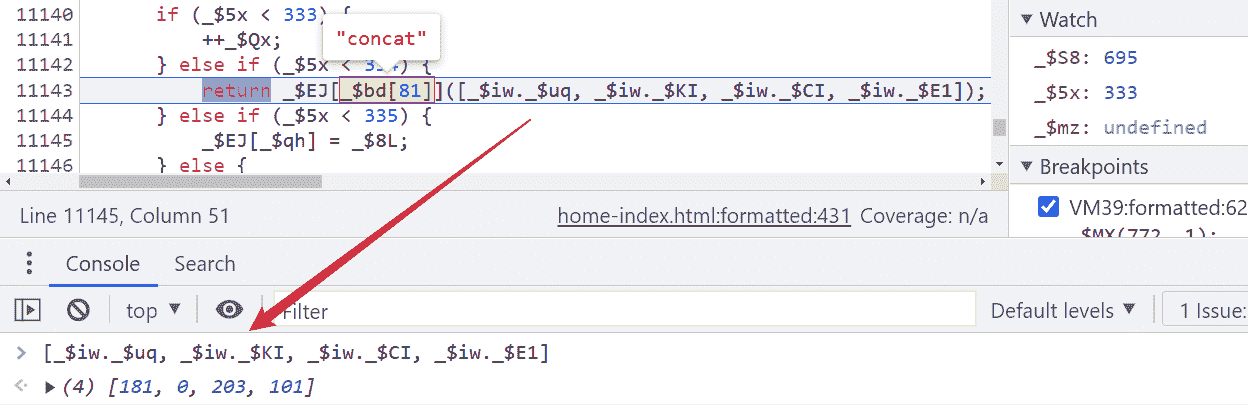 11140 if (_$5x < 333) {
11141 ++_$Qx;
"concat"
11142 } else if (_$5x < 334) {
11143 return _$EJ[_$bd[81]]([_$iw._$uq, _$iw._$KI, _$iw._$CI, _$iw._$E1]);
11144 } else if (_$5x < 335) {
11145 _$EJ[_$qh] = _$8L;
11146 } else {
Watch
_$S8: 695
_$5x: 333
_$mz: undefined
Breakpoints
VM39:formatted:62
Line 11145, Column 51
home-index.html:formatted:431 Coverage: n/a
Console Search
top
Filter
Default levels
1 Issue:
[_$iw._$uq, _$iw._$KI, _$iw._$CI, _$iw._$E1]
(4) [181, 0, 203, 101]